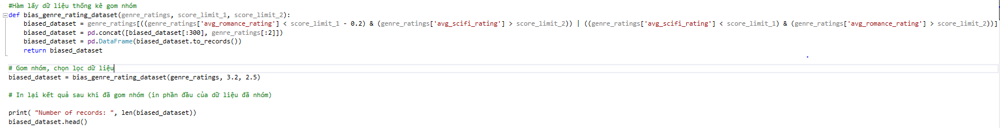 #Hàm lấy dữ liệu thống kê gom nhóm
def bias_genre_rating_dataset(genre_ratings, score_limit_1, score_limit_2):
    biased_dataset = genre_ratings[((genre_ratings['avg_romance_rating'] < score_limit_1 - 0.2) & (genre_ratings['avg_scifi_rating'] > score_limit_2)) | ((genre_ratings['avg_scifi_rating'] < score_limit_1) & (genre_ratings['avg_romance_rating'] > score_limit_2))]
    biased_dataset = pd.concat([biased_dataset[:300], genre_ratings[:2]])
    biased_dataset = pd.DataFrame(biased_dataset.to_records())
    return biased_dataset
# Gom nhóm, chọn lọc dữ liệu
biased_dataset = bias_genre_rating_dataset(genre_ratings, 3.2, 2.5)
# In lại kết quả sau khi đã gom nhóm (in phần đầu của dữ liệu đã nhóm)
print( "Number of records: ", len(biased_dataset))
biased_dataset.head()